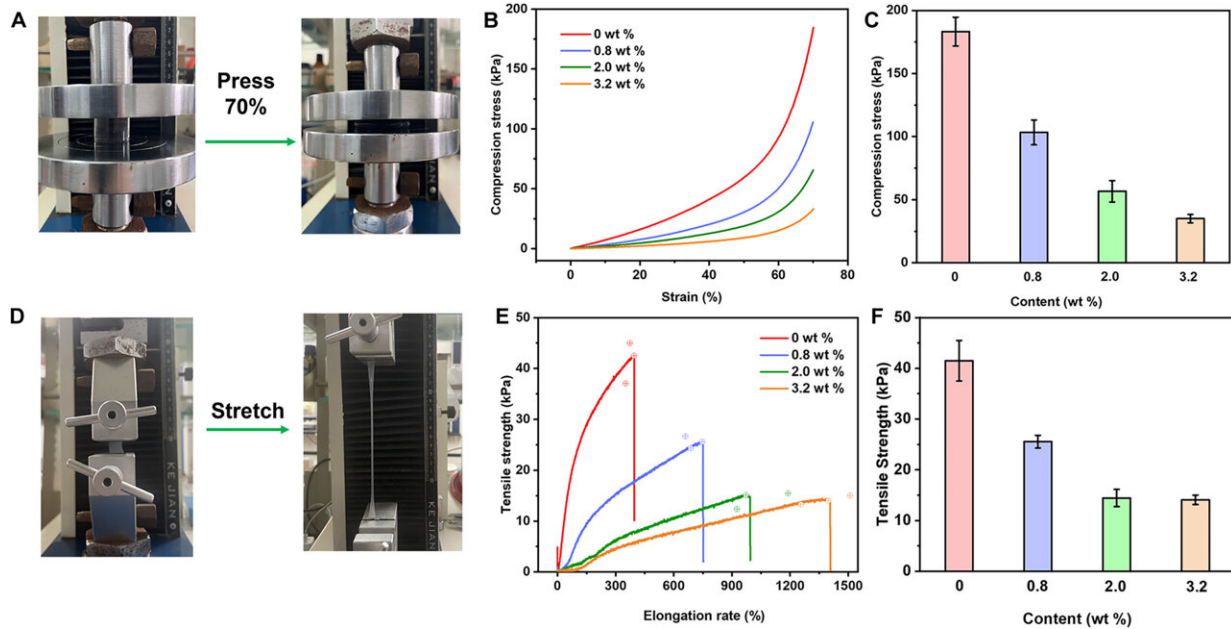 A
Press
70%
KE JIAN
B
Compression stress (kPa)
200
150
100
50
0
0 wt %
0.8 wt %
2.0 wt %
3.2 wt %
0 20 40 60 80
Strain (%)
C
Compression stress (kPa)
200
150
100
50
0
0 0.8 2.0 3.2
Content (wt %)
D
Stretch
KE JIAN
KE JIAN
E
Tensile strength (kPa)
50
40
30
20
10
0
0 wt %
0.8 wt %
2.0 wt %
3.2 wt %
0 300 600 900 1200 1500
Elongation rate (%)
F
Tensile Strength (kPa)
50
40
30
20
10
0
0 0.8 2.0 3.2
Content (wt %)